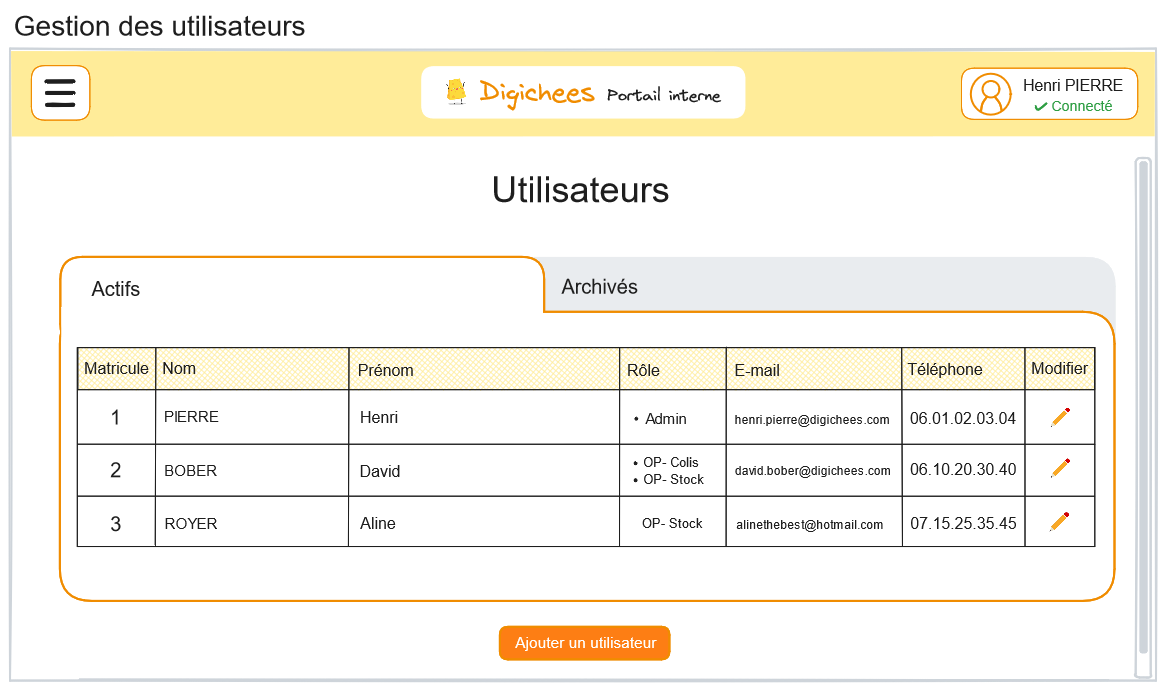 Gestion des utilisateurs
Digichees Portail interne
Henri PIERRE
Connecté
Utilisateurs
Actifs
Archivés
Matricule Nom Prénom Rôle E-mail Téléphone Modifier
1 PIERRE Henri • Admin henri.pierre@digichees.com 06.01.02.03.04
2 BOBER David • OP- Colis david.bober@digichees.com 06.10.20.30.40
• OP- Stock
3 ROYER Aline OP- Stock alinethebest@hotmail.com 07.15.25.35.45
Ajouter un utilisateur